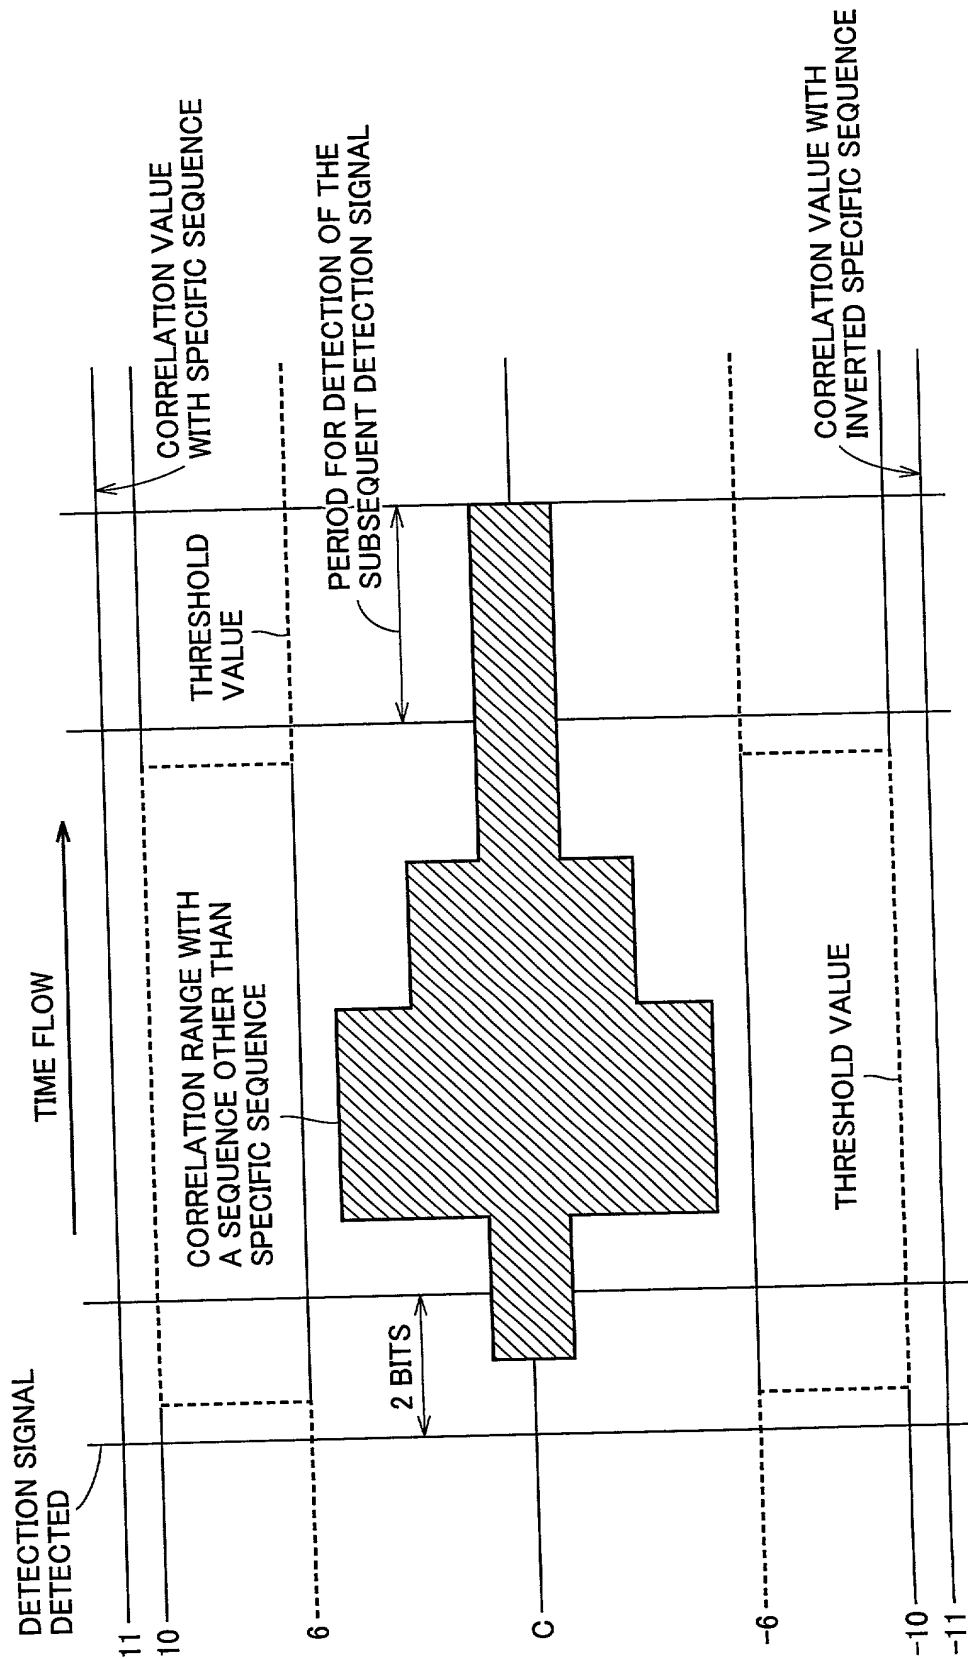 TIME FLOW
DETECTION SIGNAL
DETECTED
CORRELATION VALUE
WITH SPECIFIC SEQUENCE
CORRELATION RANGE WITH
A SEQUENCE OTHER THAN
SPECIFIC SEQUENCE
THRESHOLD
VALUE
PERIOD FOR DETECTION OF THE
SUBSEQUENT DETECTION SIGNAL
2 BITS
THRESHOLD VALUE
CORRELATION VALUE WITH
INVERTED SPECIFIC SEQUENCE
11
10
6
C
-6
-10
-11